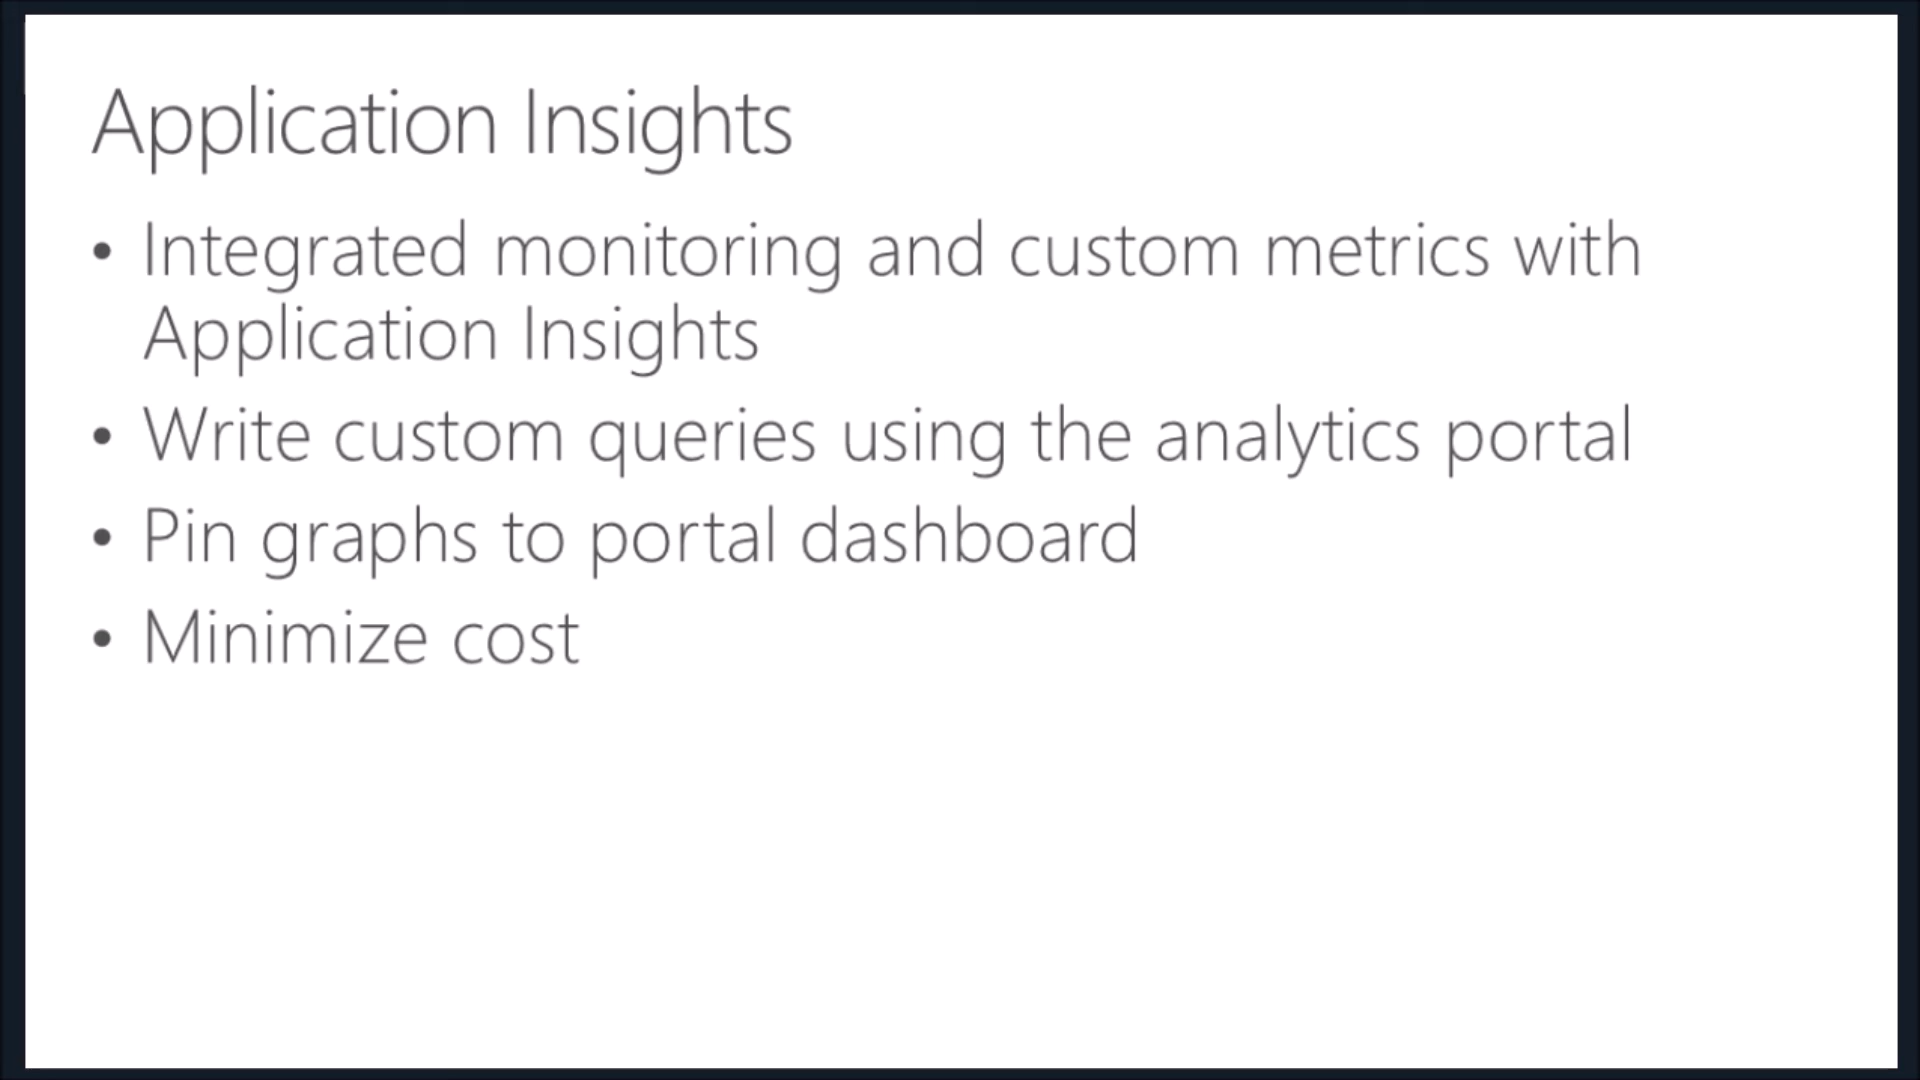 Application Insights
• Integrated monitoring and custom metrics with
Application Insights
• Write custom queries using the analytics portal
• Pin graphs to portal dashboard
• Minimize cost